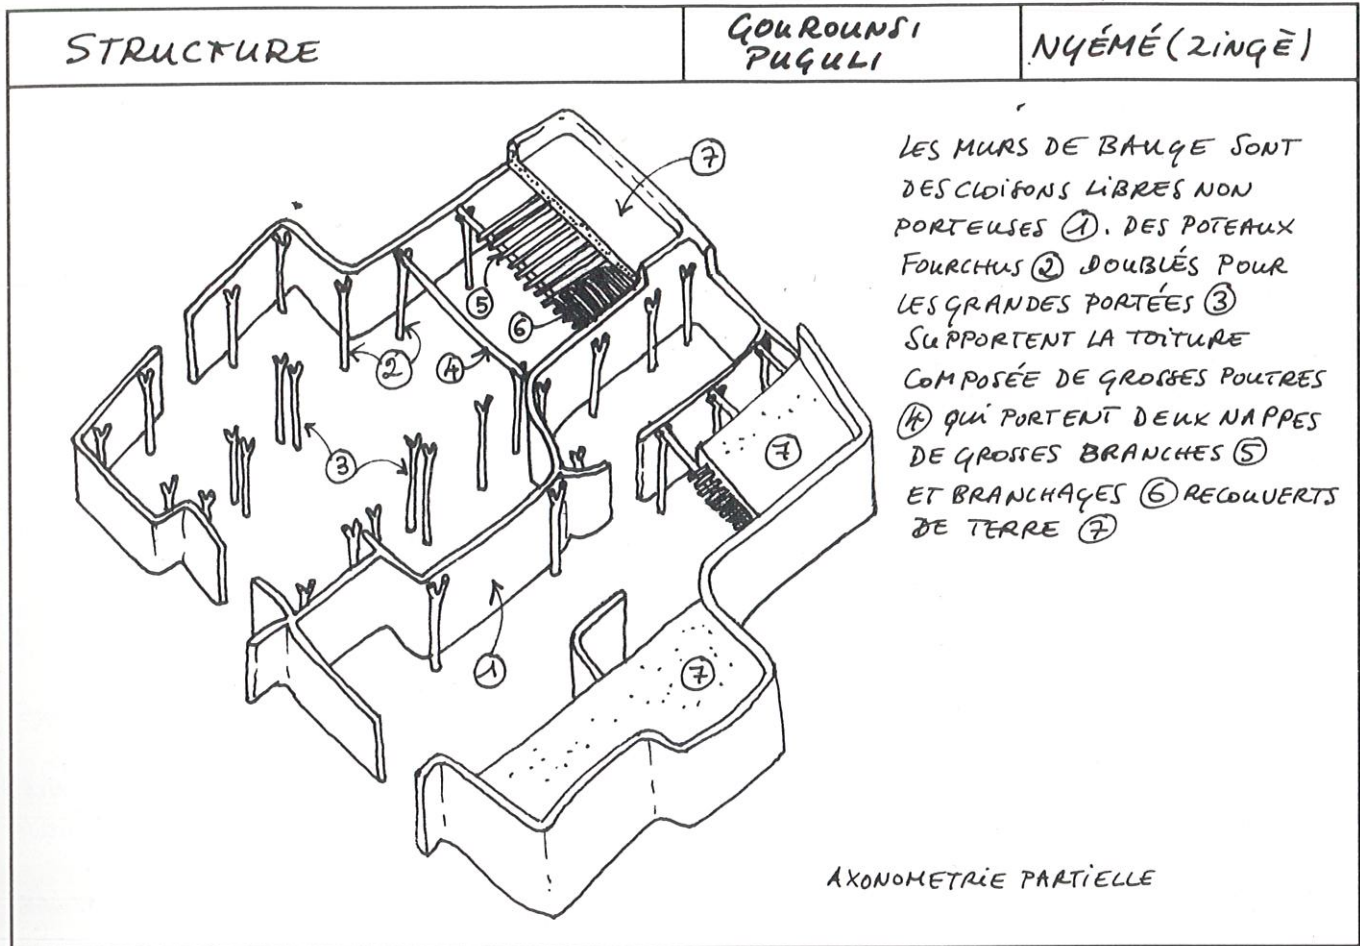 STRUCTURE
GOUROUNSI
PUGULI
NYÉMÉ (ZINGÈ)
LES MURS DE BAUGE SONT
DES CLOISONS LIBRES NON
PORTEUSES ①. DES POTEAUX
FOURCHUS ② DOUBLÉS POUR
LES GRANDES PORTÉES ③
SUPPORTENT LA TOITURE
COMPOSÉE DE GROSSES POUTRES
④ QUI PORTENT DEUX NAPPES
DE GROSSES BRANCHES ⑤
ET BRANCHAGES ⑥ RECOUVERTS
DE TERRE ⑦
⑦
⑤
⑥
②
④
③
⑦
①
⑦
AXONOMETRIE PARTIELLE